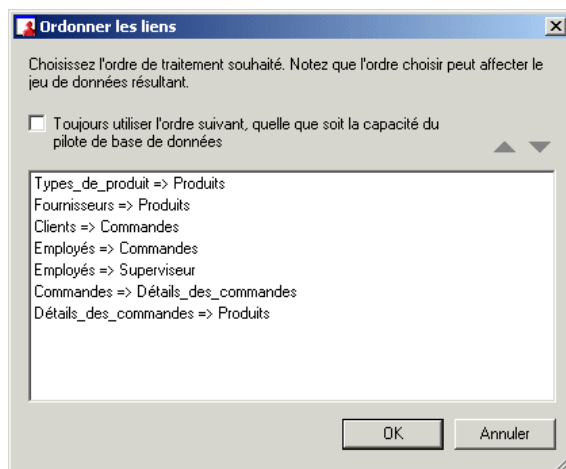 Ordonner les liens
Choisissez l'ordre de traitement souhaité. Notez que l'ordre choisir peut affecter le
jeu de données résultant.
Toujours utiliser l'ordre suivant, quelle que soit la capacité du
pilote de base de données
Types_de_produit => Produits
Fournisseurs => Produits
Clients => Commandes
Employés => Commandes
Employés => Superviseur
Commandes => Détails_des_commandes
Détails_des_commandes => Produits
OK Annuler